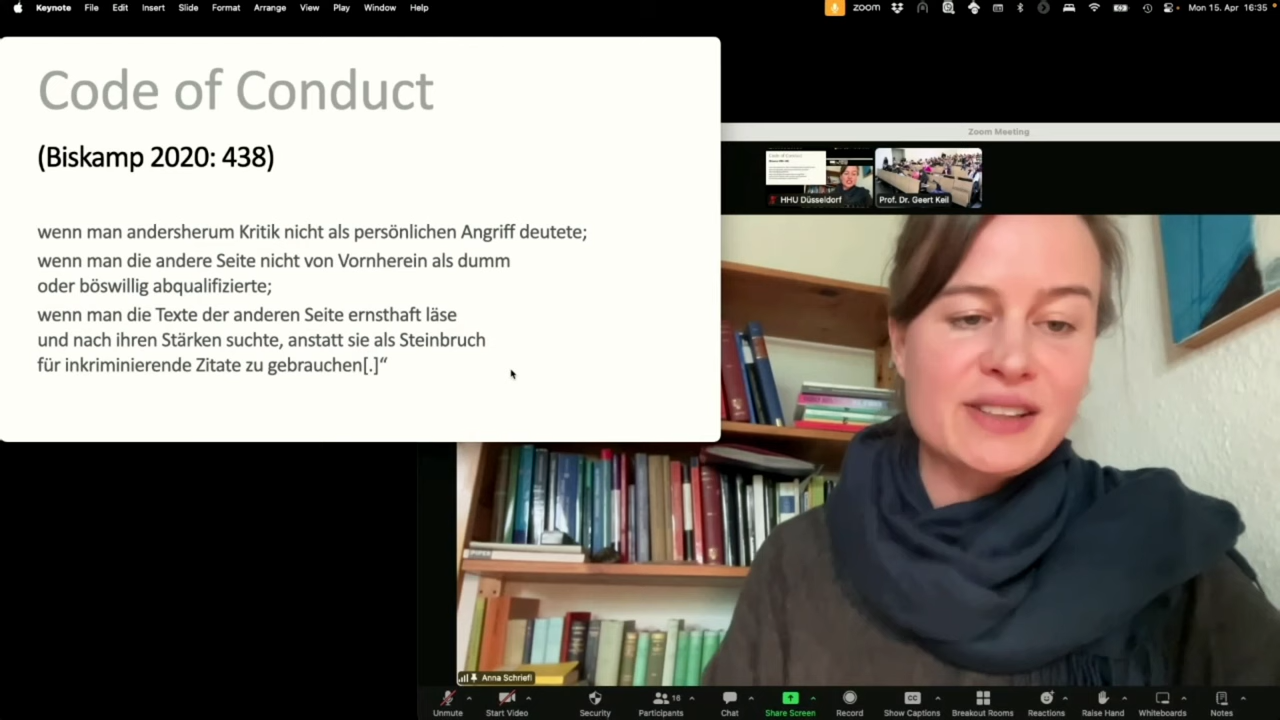 Keynote File Edit Insert Slide Format Arrange View Play Window Help
zoom
Mon 15. Apr 16:35
Code of Conduct
(Biskamp 2020: 438)
wenn man andersherum Kritik nicht als persönlichen Angriff deutete;
wenn man die andere Seite nicht von Vornherein als dumm
oder böswillig abqualifizierte;
wenn man die Texte der anderen Seite ernsthaft läse
und nach ihren Stärken suchte, anstatt sie als Steinbruch
für inkriminierende Zitate zu gebrauchen[.]“
Zoom Meeting
Code of Conduct
HHU Düsseldorf
Prof. Dr. Geert Keil
PIPER
Anna Schriefl
Unmute Start Video Security Participants 16 Chat Share Screen Record Show Captions Breakout Rooms Reactions Raise Hand Whiteboards Notes